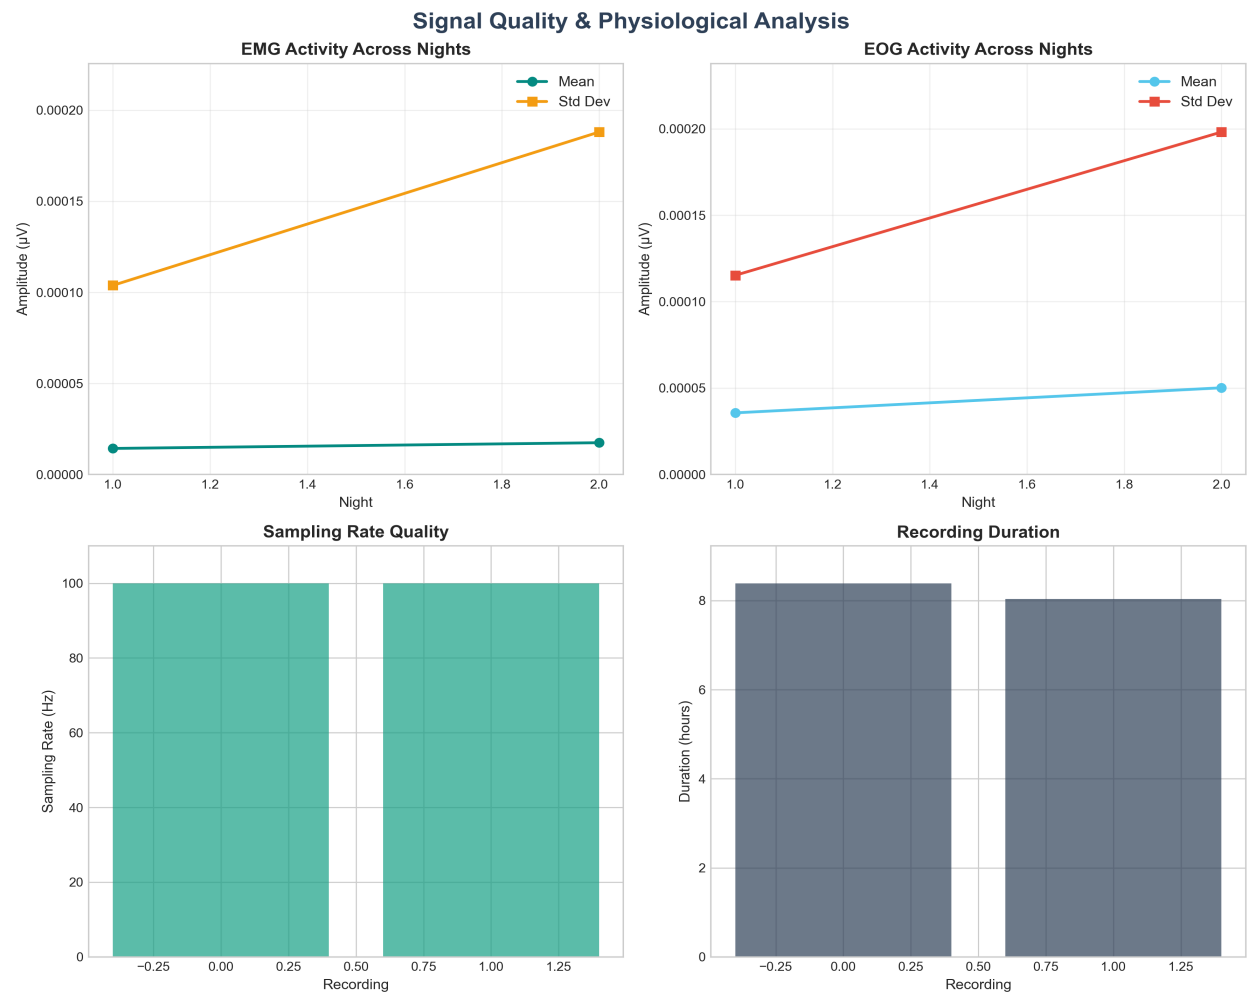 Signal Quality & Physiological Analysis
EMG Activity Across Nights
Mean
Std Dev
Amplitude (μV)
0.00020
0.00015
0.00010
0.00005
0.00000
1.0 1.2 1.4 1.6 1.8 2.0
Night
EOG Activity Across Nights
Mean
Std Dev
Amplitude (μV)
0.00020
0.00015
0.00010
0.00005
0.00000
1.0 1.2 1.4 1.6 1.8 2.0
Night
Sampling Rate Quality
Sampling Rate (Hz)
100
80
60
40
20
0
−0.25 0.00 0.25 0.50 0.75 1.00 1.25
Recording
Recording Duration
Duration (hours)
8
6
4
2
0
−0.25 0.00 0.25 0.50 0.75 1.00 1.25
Recording